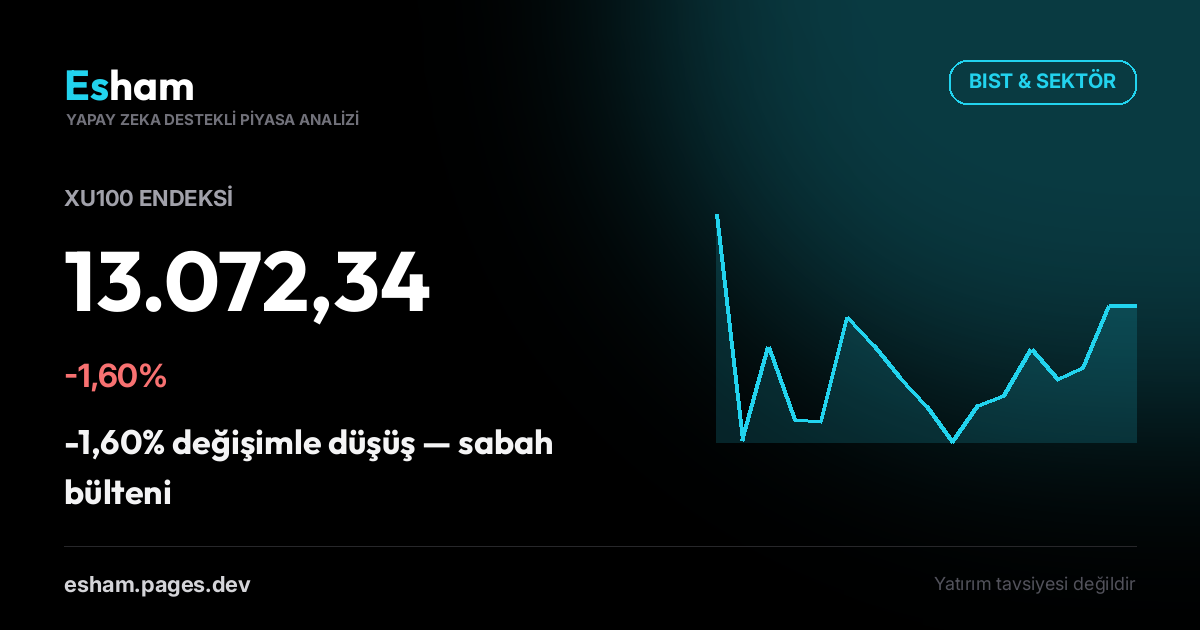 Esham
BIST & SEKTÖR
YAPAY ZEKA DESTEKLİ PİYASA ANALİZİ
XU100 ENDEKSİ
13.072,34
-1,60%
-1,60% değişimle düşüş — sabah
bülteni
esham.pages.dev
Yatırım tavsiyesi değildir